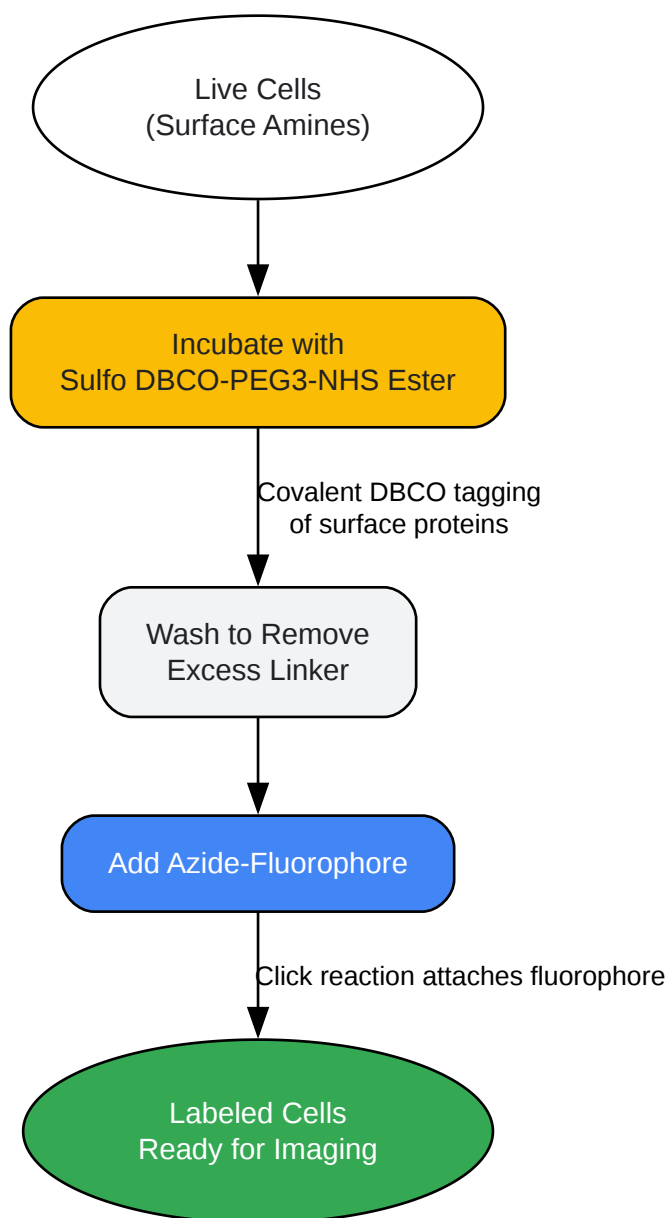 Live Cells
(Surface Amines)
Incubate with
Sulfo DBCO-PEG3-NHS Ester
Covalent DBCO tagging
of surface proteins
Wash to Remove
Excess Linker
Add Azide-Fluorophore
Click reaction attaches fluorophore
Labeled Cells
Ready for Imaging